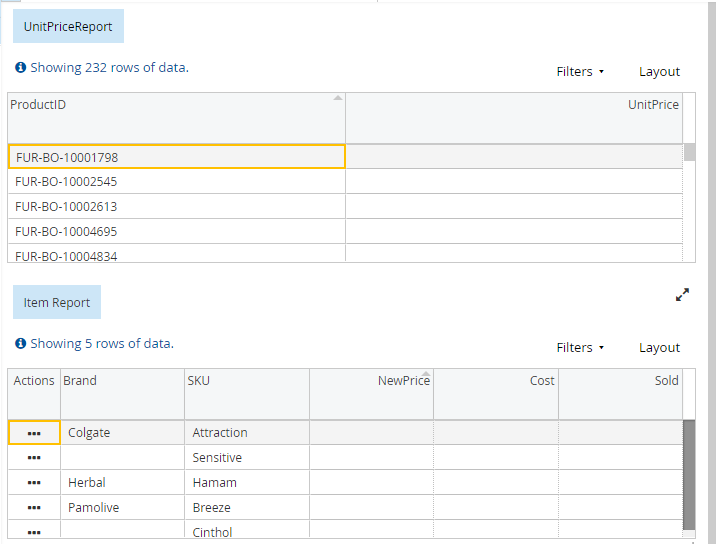 UnitPriceReport
Showing 232 rows of data.
Filters Layout
ProductID UnitPrice
FUR-BO-10001798
FUR-BO-10002545
FUR-BO-10002613
FUR-BO-10004695
FUR-BO-10004834
Item Report
Showing 5 rows of data.
Filters Layout
Actions Brand SKU NewPrice Cost Sold
Colgate Attraction
Sensitive
Herbal Hamam
Pamolive Breeze
Cinthol